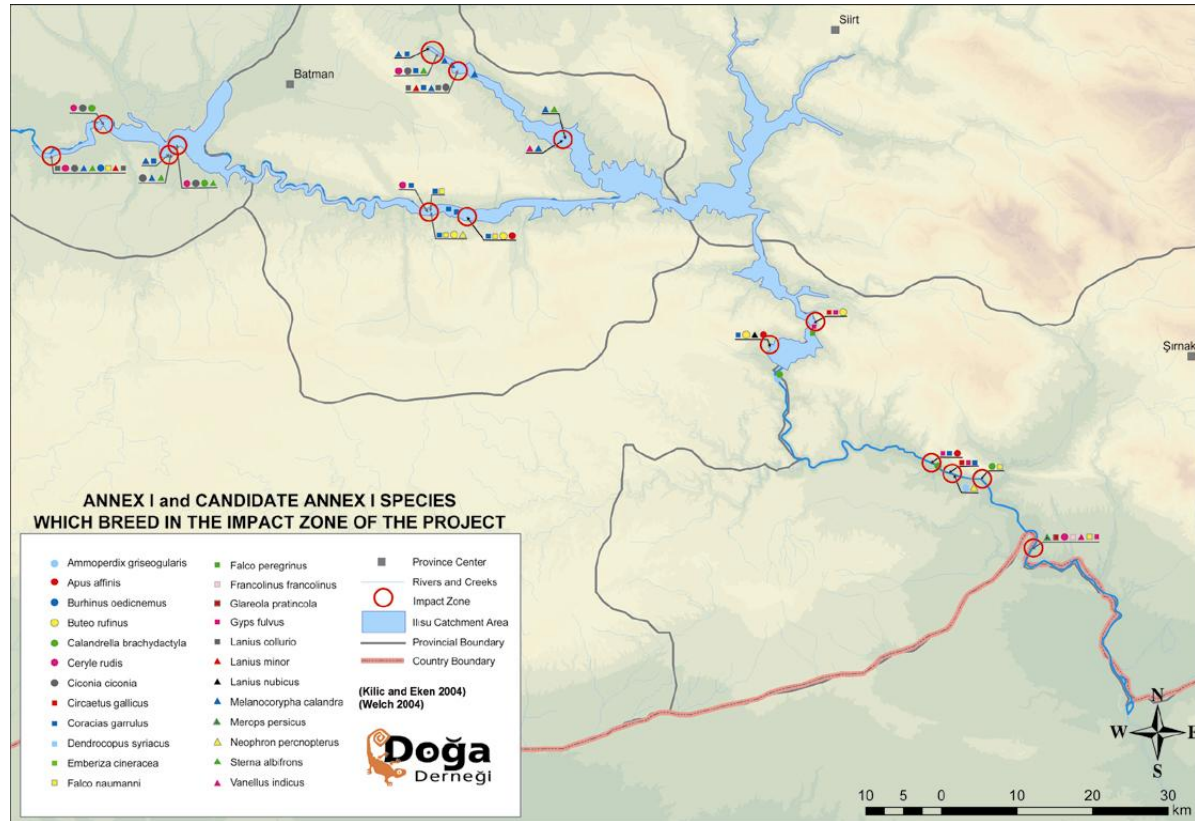 Siirt
Batman
Şırnak
ANNEX I and CANDIDATE ANNEX I SPECIES
WHICH BREED IN THE IMPACT ZONE OF THE PROJECT
Ammoperdix griseogularis
Apus affinis
Burhinus oedicnemus
Buteo rufinus
Calandrella brachydactyla
Ceryle rudis
Ciconia ciconia
Circaetus gallicus
Coracias garrulus
Dendrocopus syriacus
Emberiza cineracea
Falco naumanni
Falco peregrinus
Francolinus francolinus
Glareola pratincola
Gyps fulvus
Lanius collurio
Lanius minor
Lanius nubicus
Melanocorypha calandra
Merops persicus
Neophron percnopterus
Sterna albifrons
Vanellus indicus
Province Center
Rivers and Creeks
Impact Zone
Ilısu Catchment Area
Provincial Boundary
Country Boundary
(Kilic and Eken 2004)
(Welch 2004)
Doğa
Derneği
N
W E
S
10 5 0 10 20 30
km